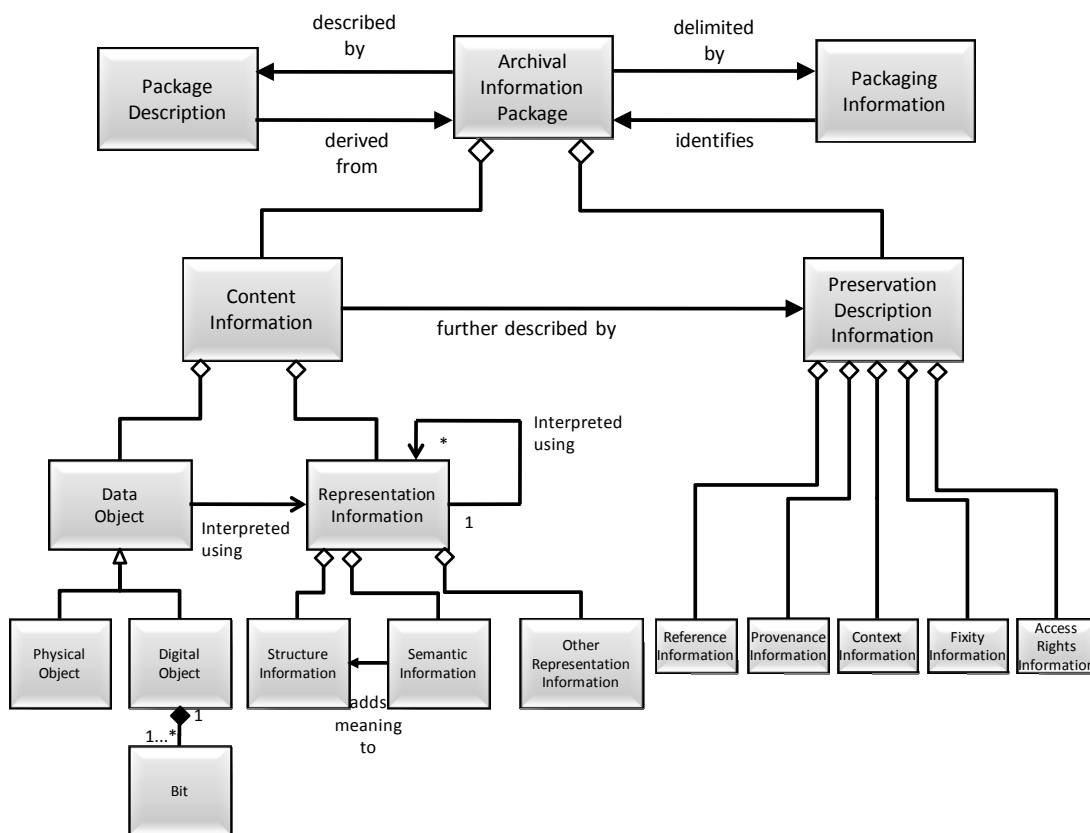 described
by
delimited
by
Package
Description
Archival
Information
Package
Packaging
Information
derived
from
identifies
Content
Information
further described by
Preservation
Description
Information
Interpreted
using
*
1
Data
Object
Interpreted
using
Representation
Information
Physical
Object
Digital
Object
Structure
Information
Semantic
Information
adds
meaning
to
Other
Representation
Information
Reference
Information
Provenance
Information
Context
Information
Fixity
Information
Access
Rights
Information
1
1...*
Bit